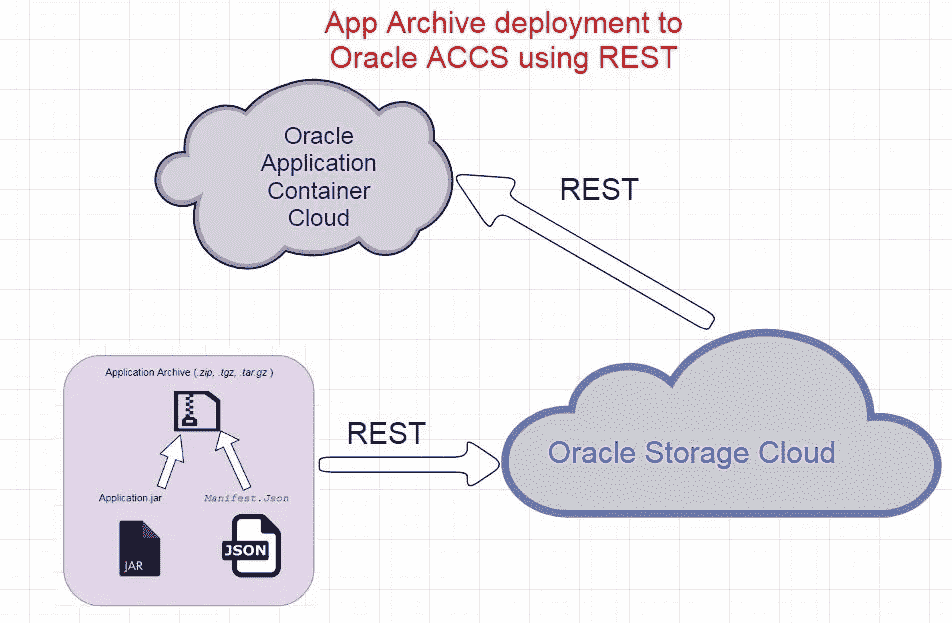 App Archive deployment to
Oracle ACCS using REST
Oracle
Application
Container
Cloud
REST
Application Archive (.zip, .tgz, .tar.gz )
REST
Oracle Storage Cloud
Application.jar
Manifest.Json
JAR
JSON